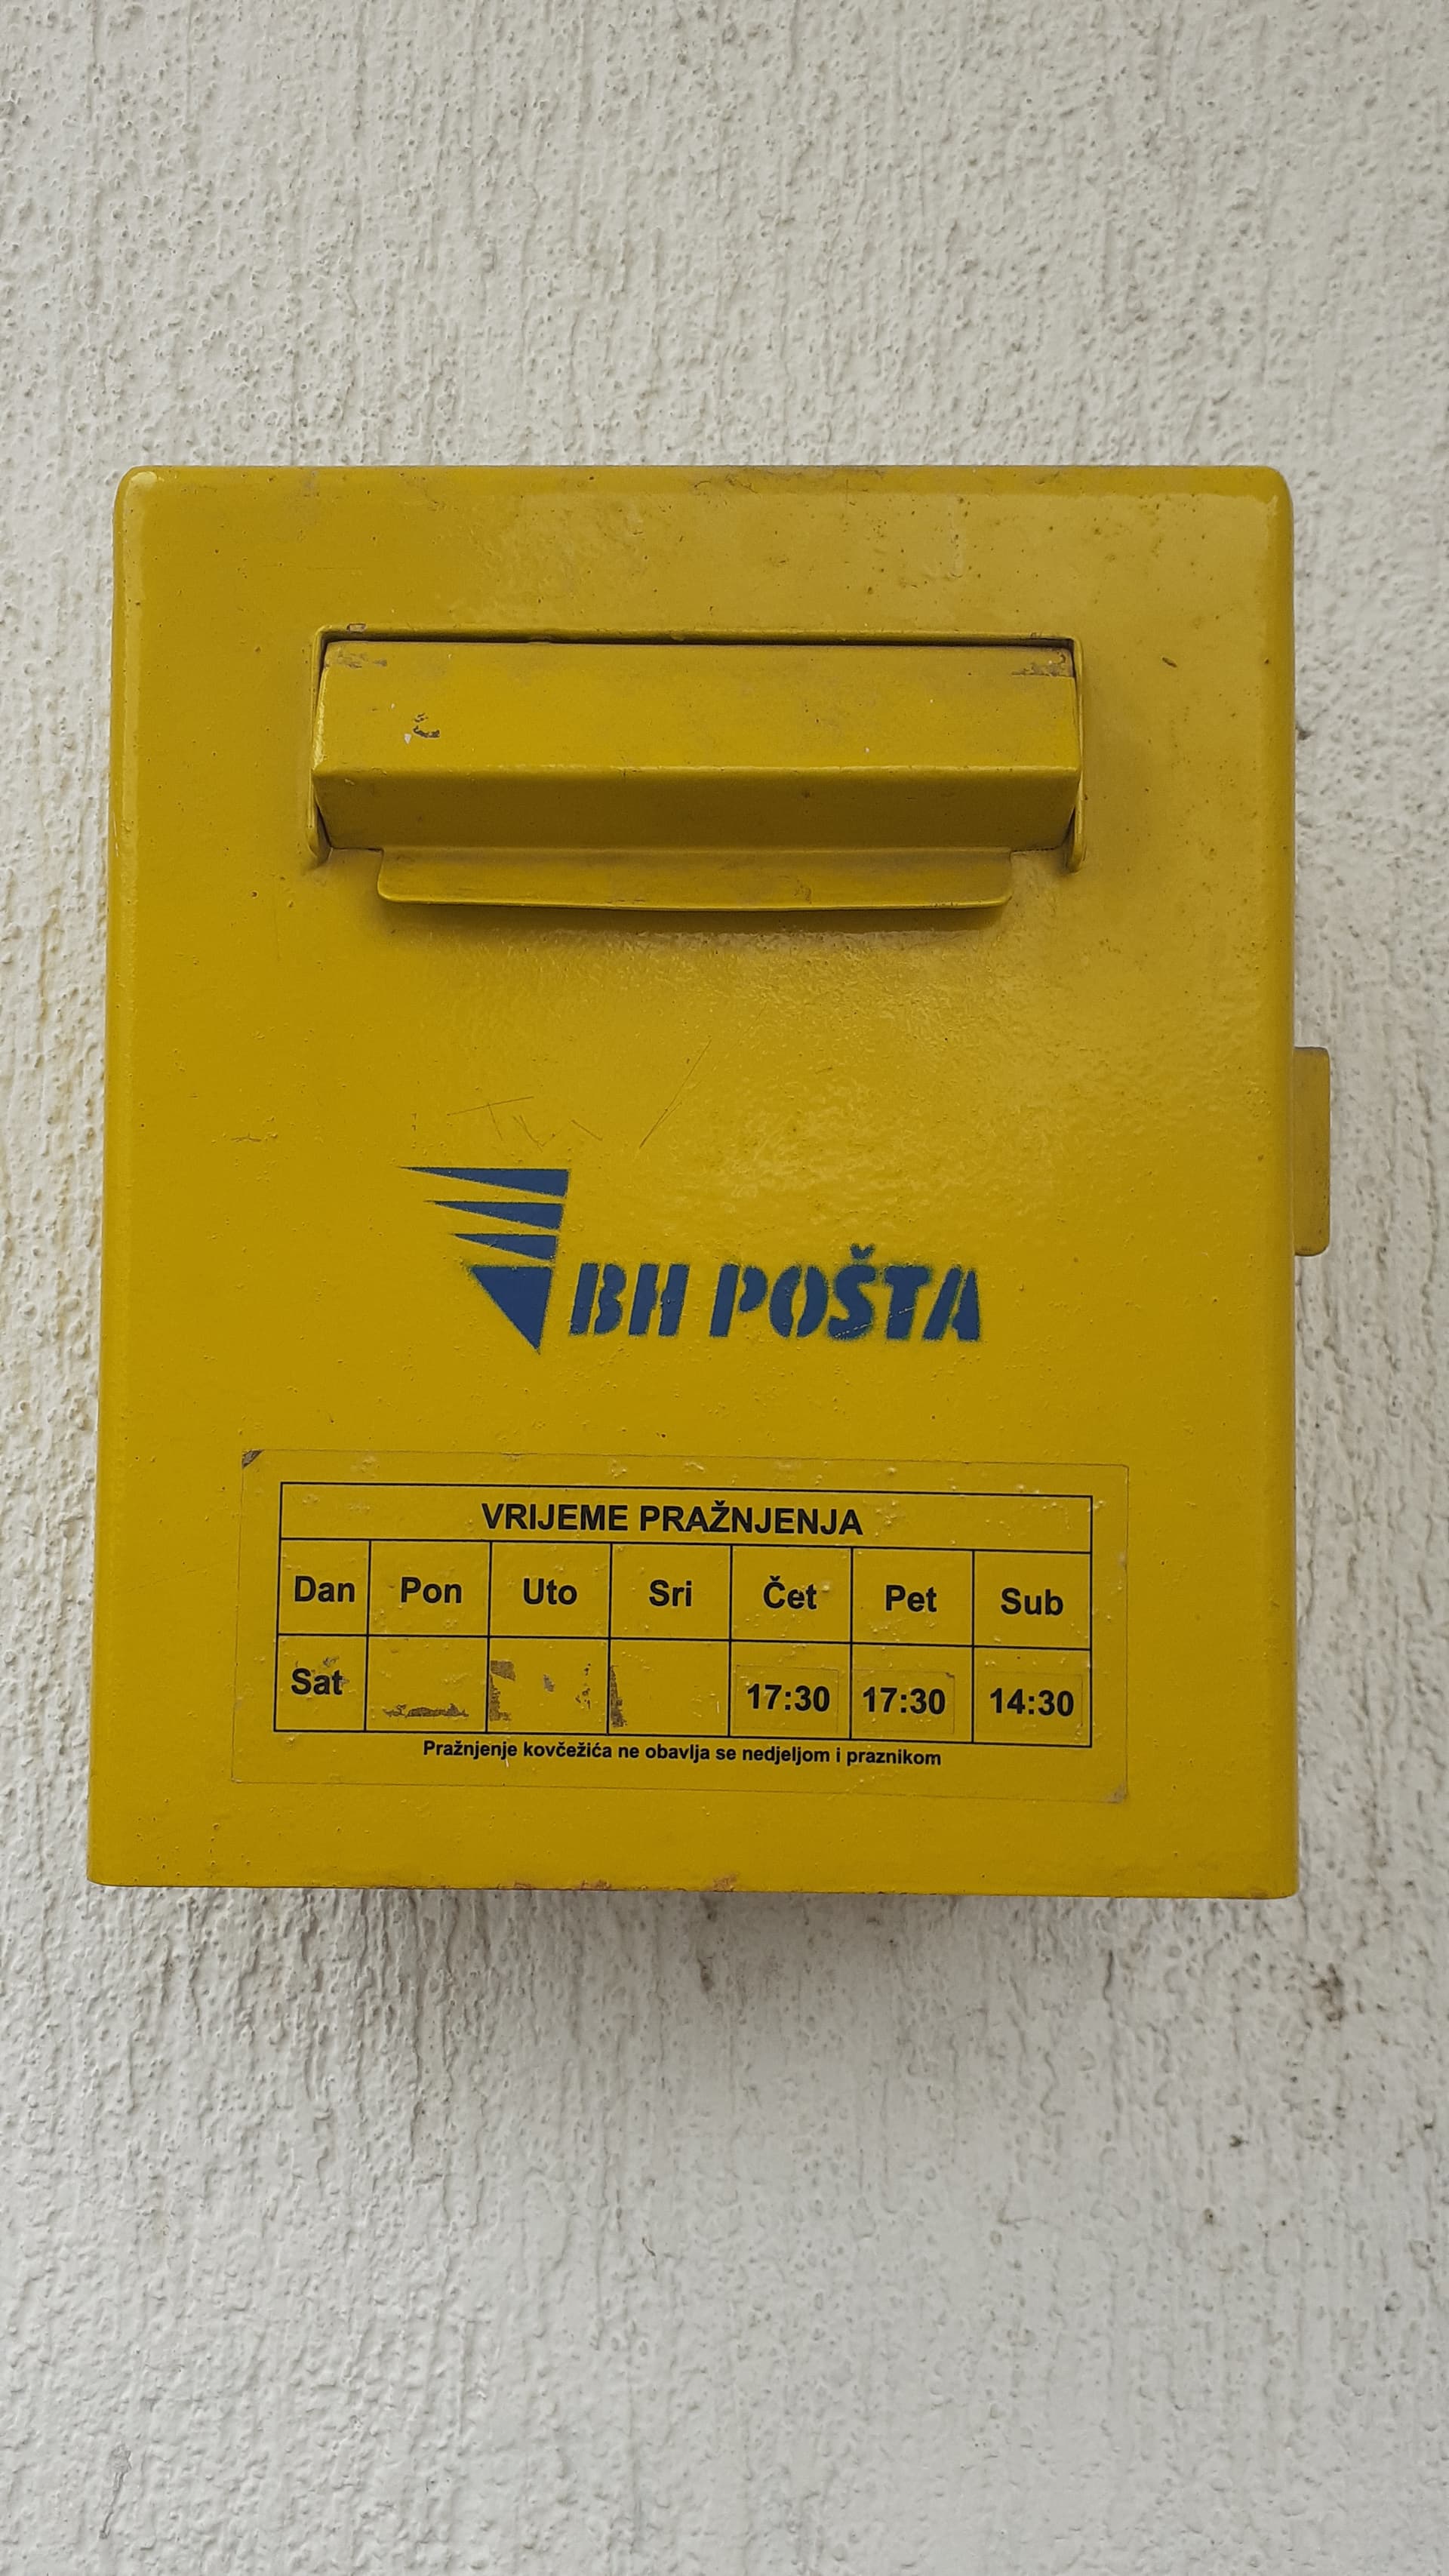 BH POŠTA
VRIJEME PRAŽNJENJA
Dan Pon Uto Sri Čet Pet Sub
Sat 17:30 17:30 14:30
Pražnjenje kovčežića ne obavlja se nedjeljom i praznikom